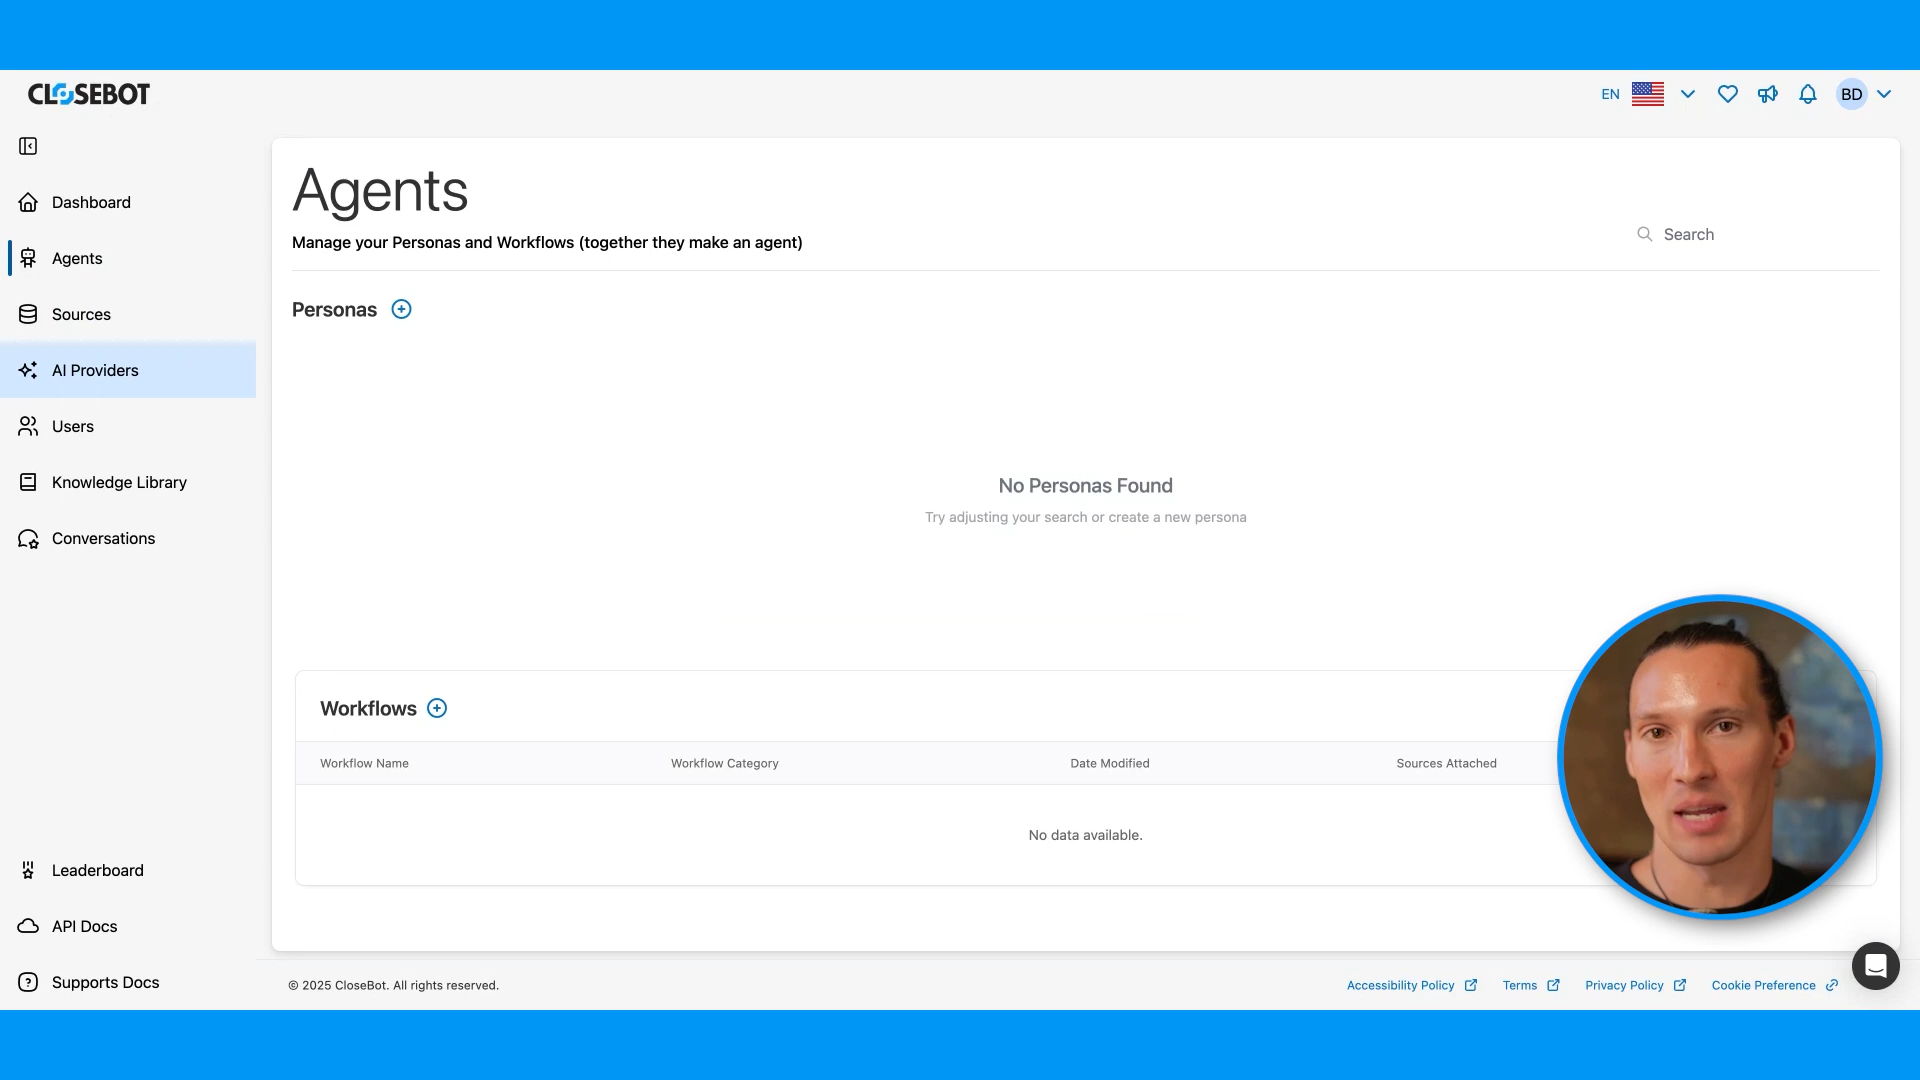 CLOSEBOT
EN
BD
Dashboard
Agents
Sources
AI Providers
Users
Knowledge Library
Conversations
Leaderboard
API Docs
Supports Docs
Agents
Manage your Personas and Workflows (together they make an agent)
Search
Personas
No Personas Found
Try adjusting your search or create a new persona
Workflows
Workflow Name
Workflow Category
Date Modified
Sources Attached
No data available.
© 2025 CloseBot. All rights reserved.
Accessibility Policy
Terms
Privacy Policy
Cookie Preference